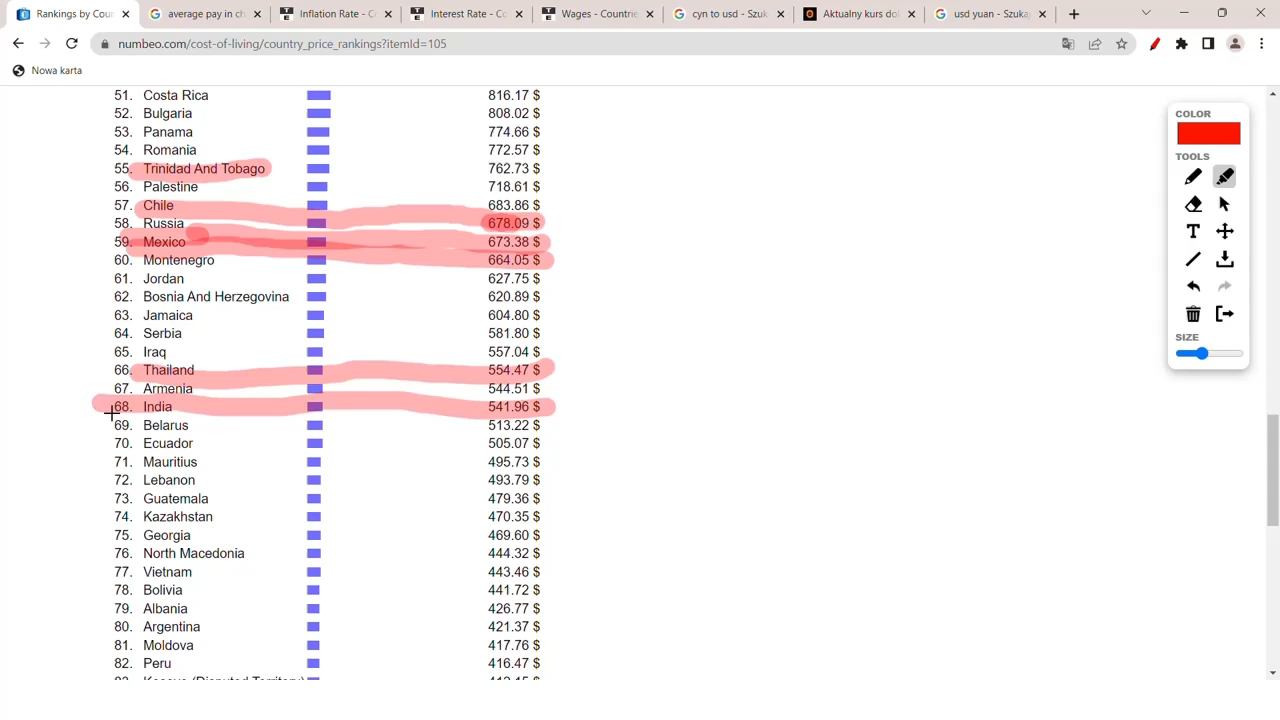 Rankings by Cour
average pay in ch
Inflation Rate - C
Interest Rate - Co
Wages - Countrie
cyn to usd - Szuk
Aktualny kurs dol
usd yuan - Szuka
numbeo.com/cost-of-living/country_price_rankings?itemId=105
Nowa karta
51. Costa Rica 816.17 $
52. Bulgaria 808.02 $
53. Panama 774.66 $
54. Romania 772.57 $
55. Trinidad And Tobago 762.73 $
56. Palestine 718.61 $
57. Chile 683.86 $
58. Russia 678.09 $
59. Mexico 673.38 $
60. Montenegro 664.05 $
61. Jordan 627.75 $
62. Bosnia And Herzegovina 620.89 $
63. Jamaica 604.80 $
64. Serbia 581.80 $
65. Iraq 557.04 $
66. Thailand 554.47 $
67. Armenia 544.51 $
68. India 541.96 $
69. Belarus 513.22 $
70. Ecuador 505.07 $
71. Mauritius 495.73 $
72. Lebanon 493.79 $
73. Guatemala 479.36 $
74. Kazakhstan 470.35 $
75. Georgia 469.60 $
76. North Macedonia 444.32 $
77. Vietnam 443.46 $
78. Bolivia 441.72 $
79. Albania 426.77 $
80. Argentina 421.37 $
81. Moldova 417.76 $
82. Peru 416.47 $
COLOR
TOOLS
SIZE